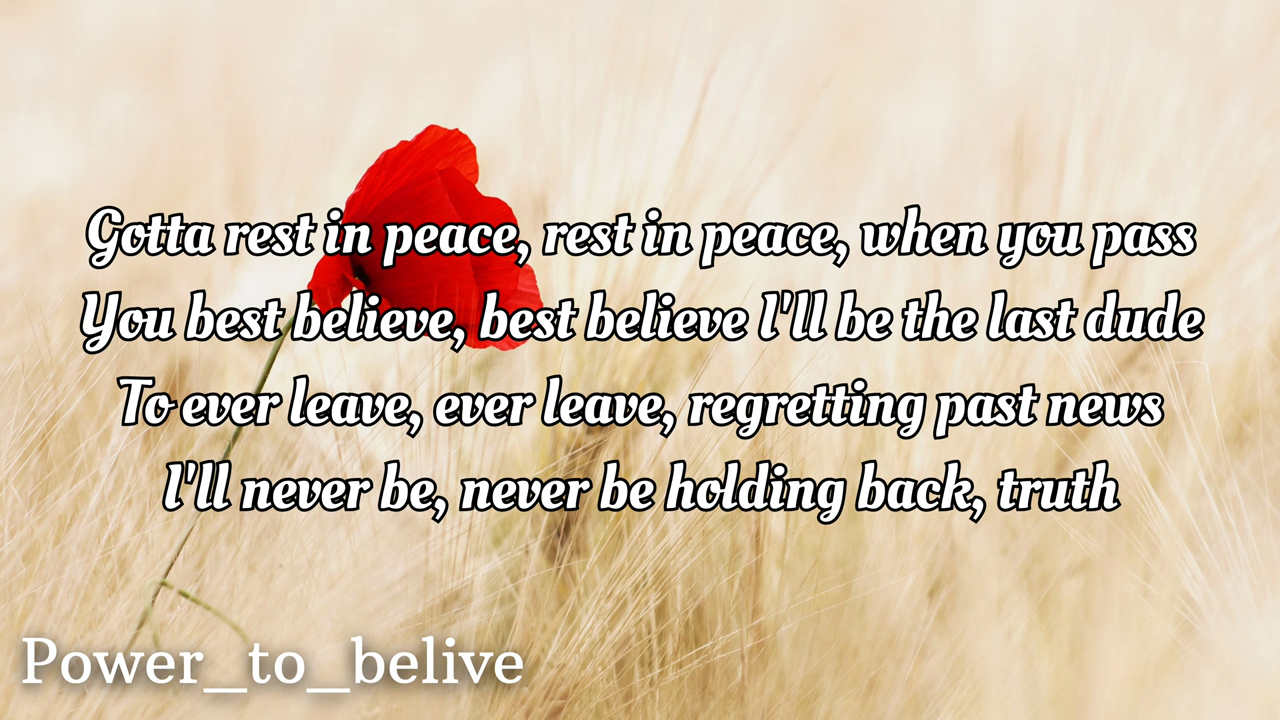 Gotta rest in peace, rest in peace, when you pass
You best believe, best believe I'll be the last dude
To ever leave, ever leave, regretting past news
I'll never be, never be holding back, truth
Power_to_belive